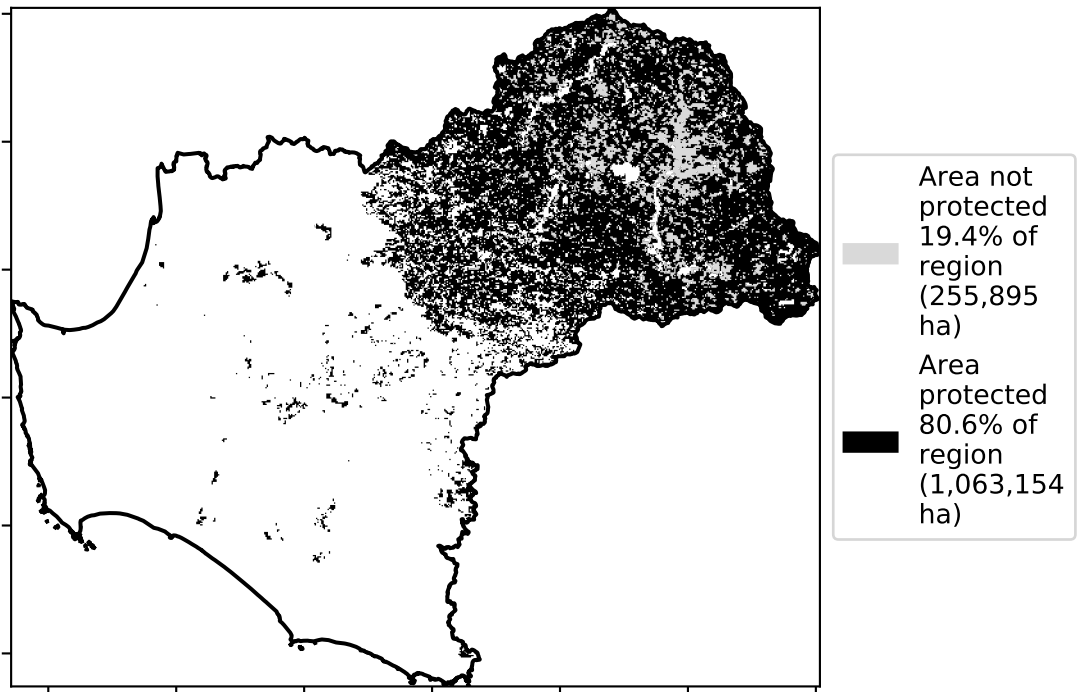 Area not
protected
19.4% of
region
(255,895
ha)
Area
protected
80.6% of
region
(1,063,154
ha)